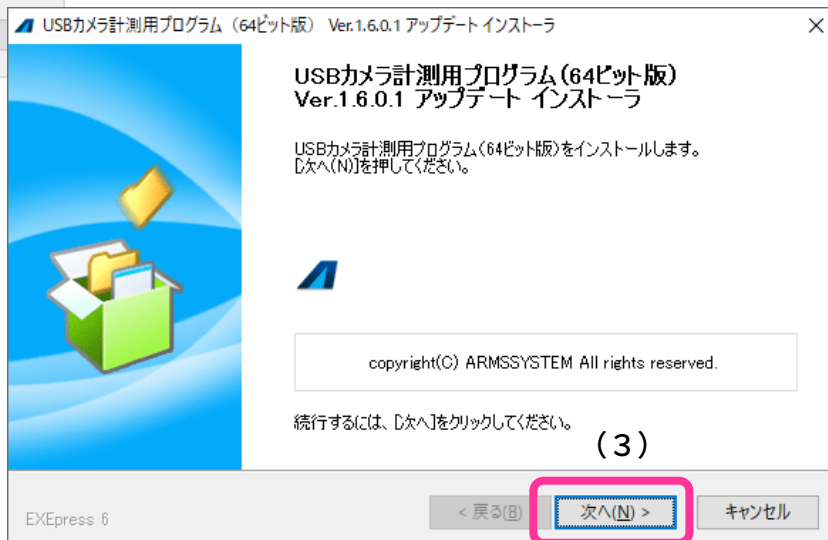 USBカメラ計測用プログラム（64ビット版） Ver.1.6.0.1 アップデート インストーラ
USBカメラ計測用プログラム(64ビット版)
Ver.1.6.0.1 アップデート インストーラ
USBカメラ計測用プログラム(64ビット版)をインストールします。
[次へ(N)]を押してください。
copyright(C) ARMSSYSTEM All rights reserved.
続行するには、[次へ]をクリックしてください。
(3)
EXEpress 6
< 戻る(B)
次へ(N) >
キャンセル